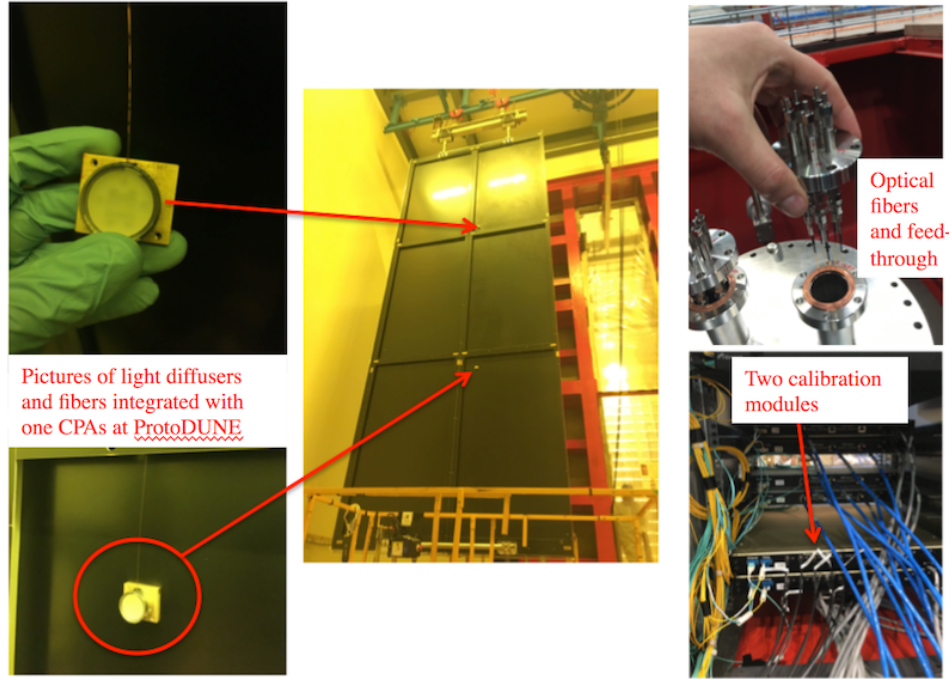 Pictures of light diffusers
and fibers integrated with
one CPAs at ProtoDUNE
Optical
fibers
and feed-
through
Two calibration
modules